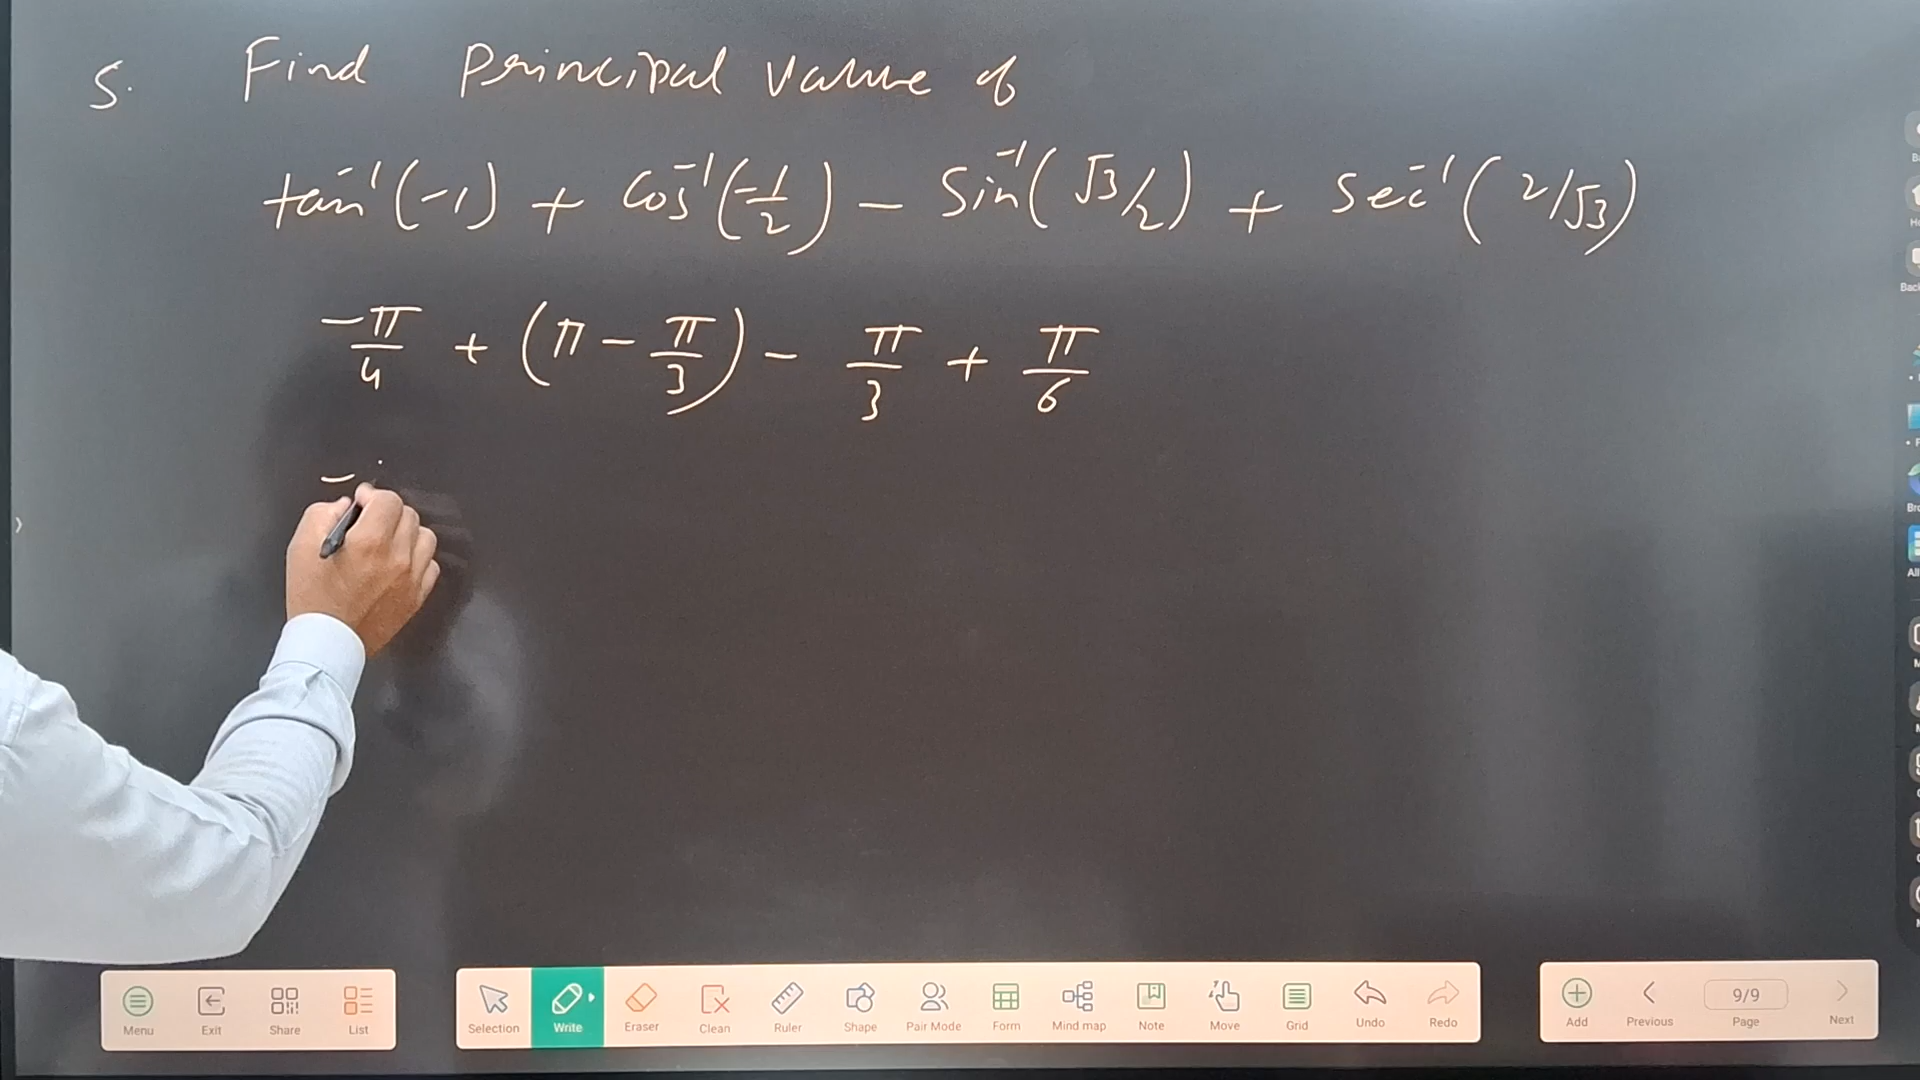 5. Find Principal value of
tan⁻¹(-1) + cos⁻¹(-1/2) - sin⁻¹(√3/2) + sec⁻¹(2/√3)
-π/4 + (π - π/3) - π/3 + π/6
-
Menu Exit Share List Selection Write Eraser Clean Ruler Shape Pair Mode Form Mind map Note Move Grid Undo Redo Add Previous 9/9 Page Next